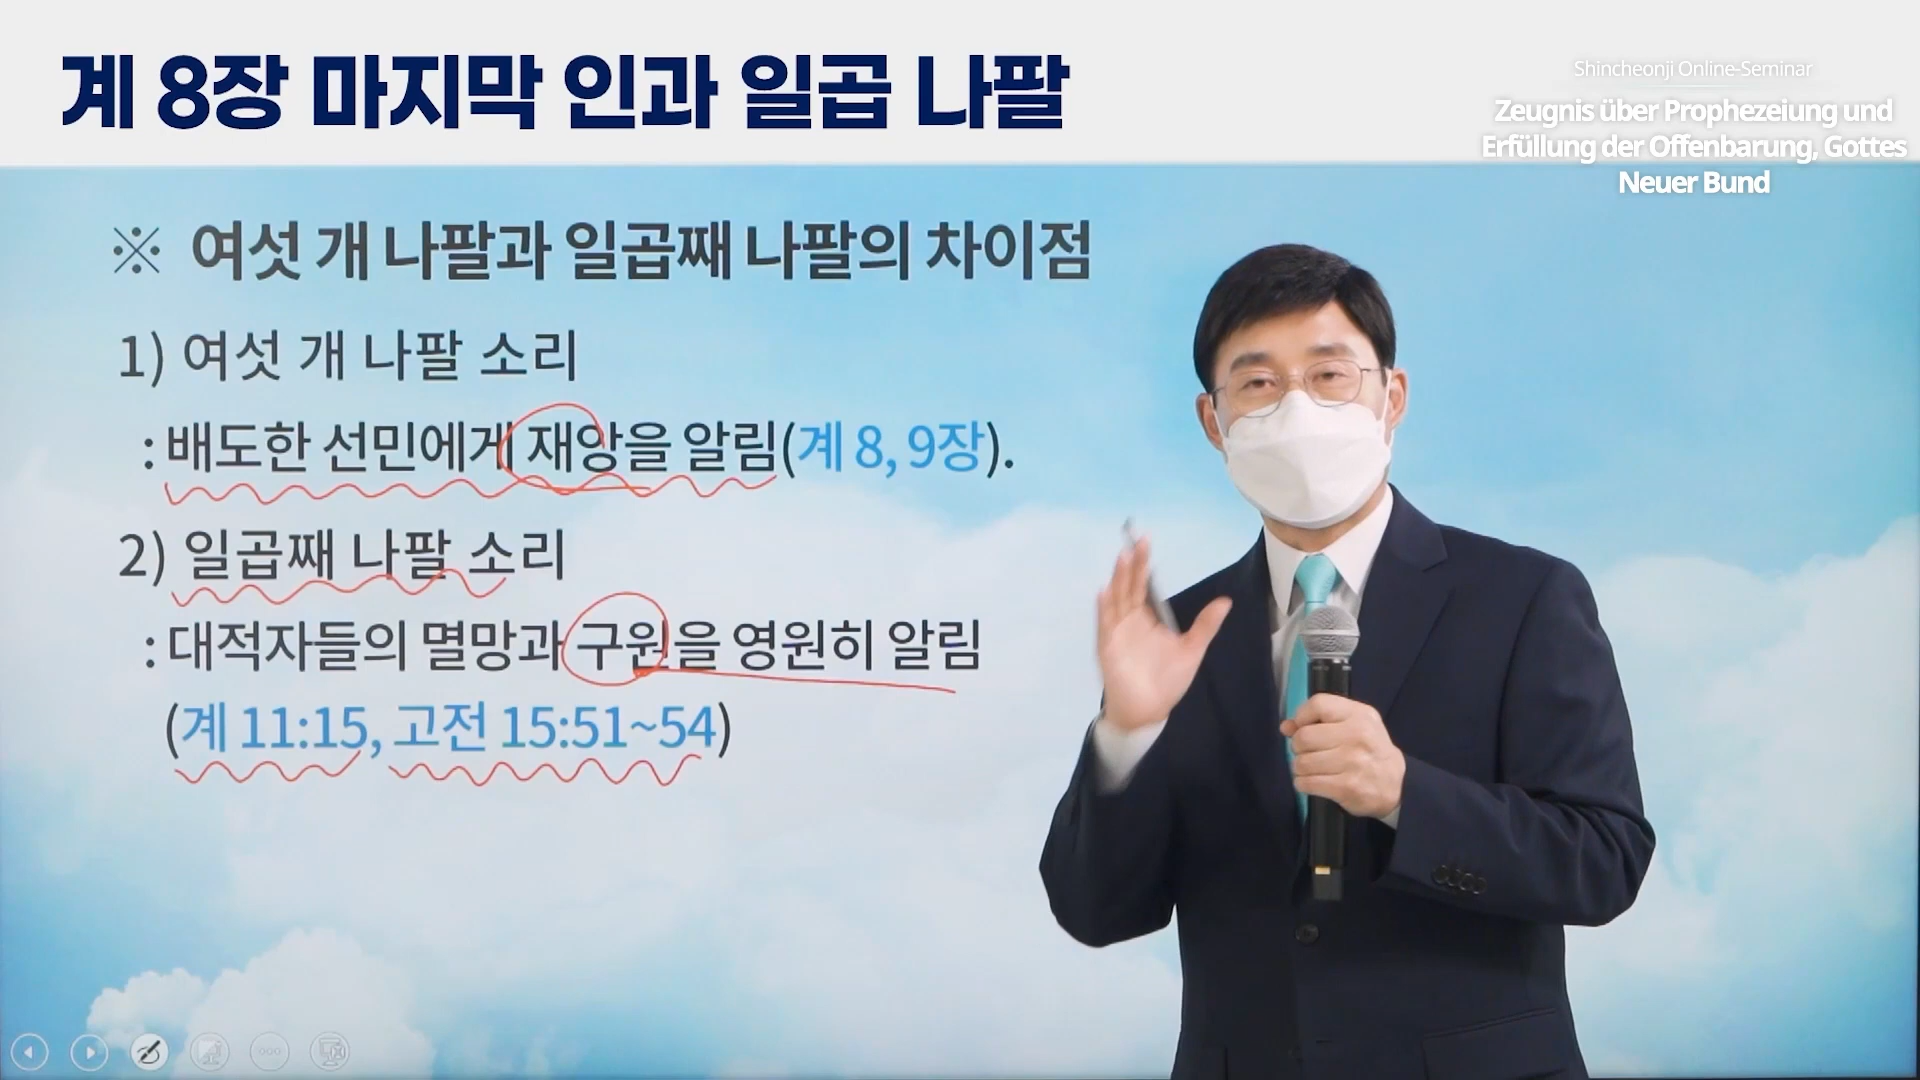 계 8장 마지막 인과 일곱 나팔
Shincheonji Online-Seminar
Zeugnis über Prophezeiung und
Erfüllung der Offenbarung, Gottes
Neuer Bund
※ 여섯 개 나팔과 일곱째 나팔의 차이점
1) 여섯 개 나팔 소리
: 배도한 선민에게 재앙을 알림(계 8, 9장).
2) 일곱째 나팔 소리
: 대적자들의 멸망과 구원을 영원히 알림
(계 11:15, 고전 15:51~54)